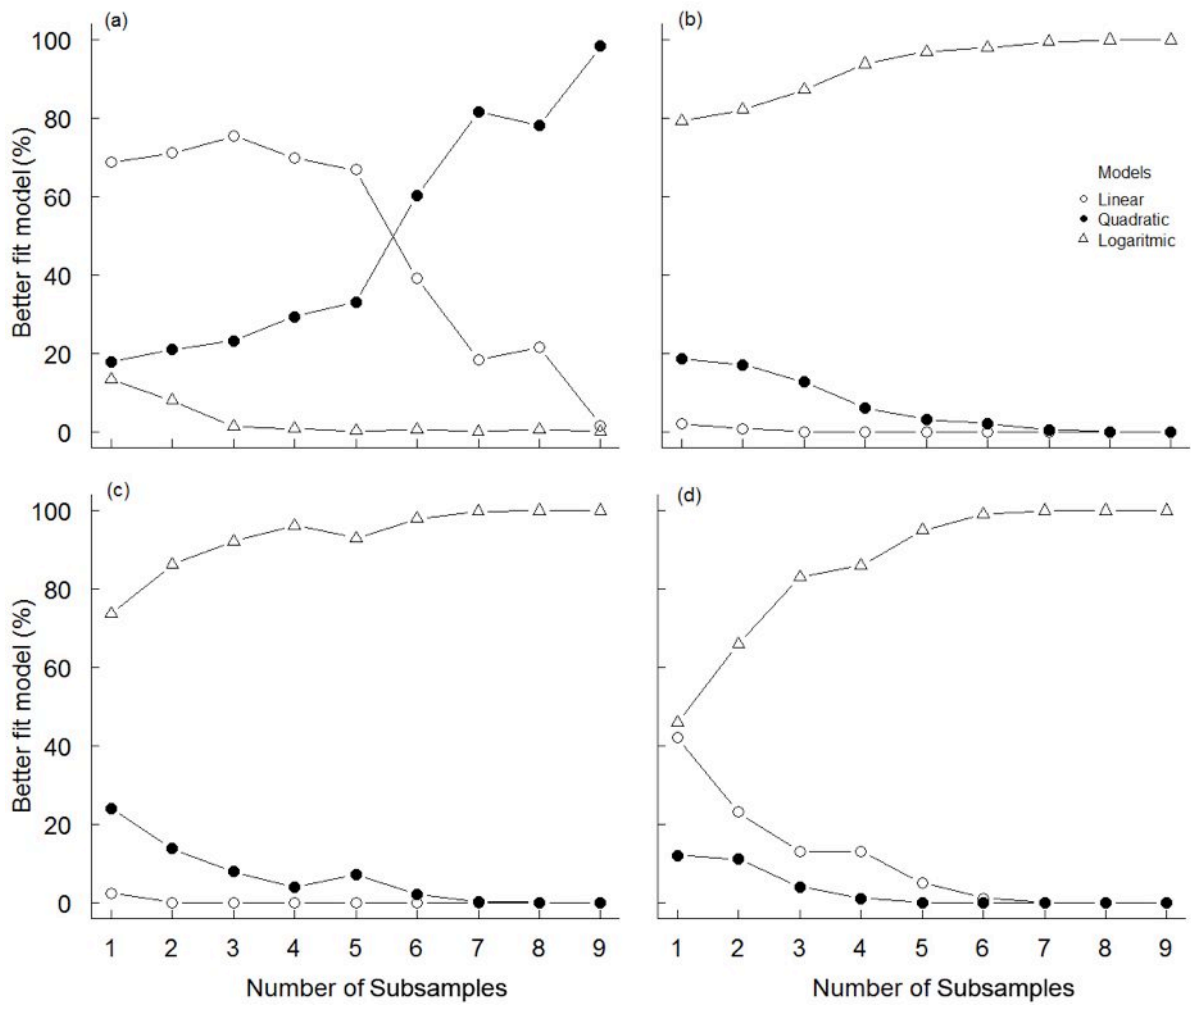 (a)
100
80
60
40
20
0
Better fit model (%)
(b)
Models
Linear
Quadratic
Logaritmic
(c)
100
80
60
40
20
0
Better fit model (%)
1 2 3 4 5 6 7 8 9
Number of Subsamples
(d)
1 2 3 4 5 6 7 8 9
Number of Subsamples